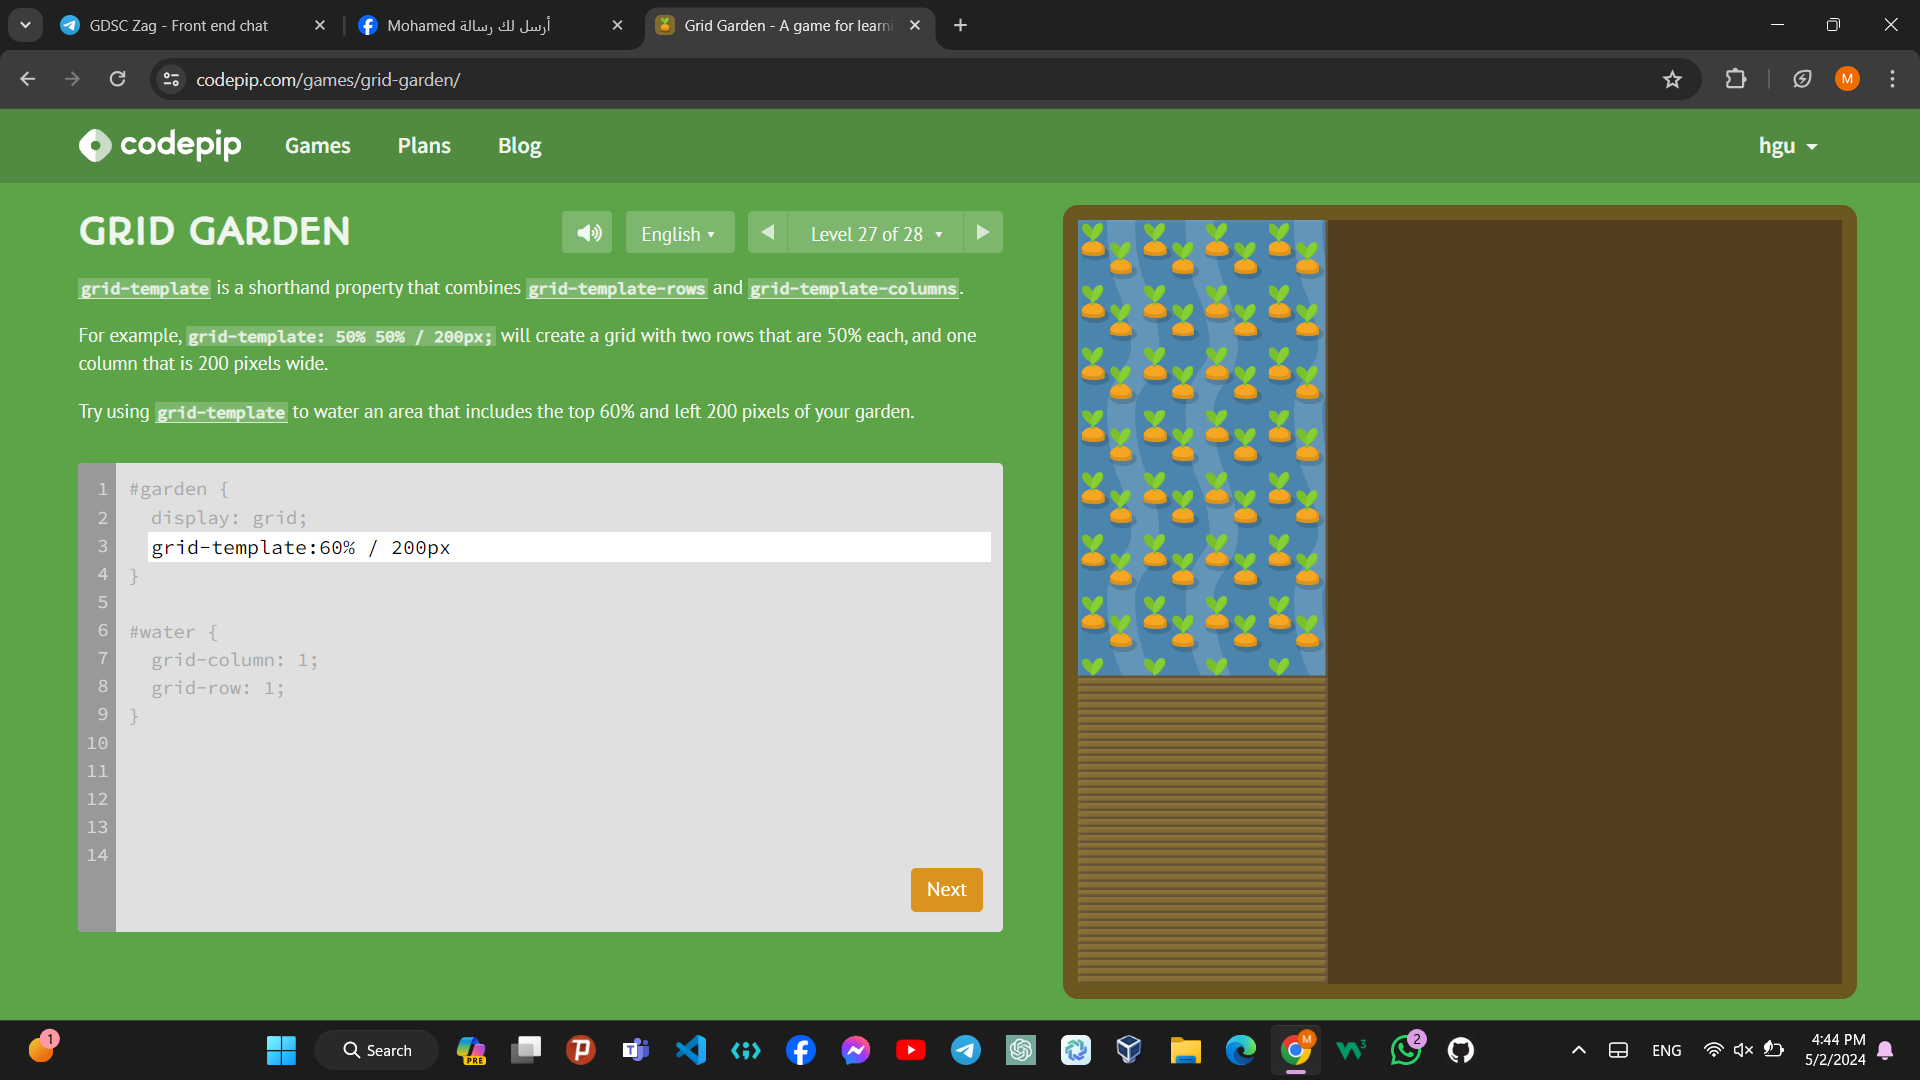 GDSC Zag - Front end chat
Mohamed أرسل لك رسالة
Grid Garden - A game for learni
codepip.com/games/grid-garden/
M
codepip
Games
Plans
Blog
hgu
GRID GARDEN
English
Level 27 of 28
grid-template is a shorthand property that combines grid-template-rows and grid-template-columns.
For example, grid-template: 50% 50% / 200px; will create a grid with two rows that are 50% each, and one
column that is 200 pixels wide.
Try using grid-template to water an area that includes the top 60% and left 200 pixels of your garden.
1 #garden {
2 display: grid;
3 grid-template:60% / 200px
4 }
5
6 #water {
7 grid-column: 1;
8 grid-row: 1;
9 }
10
11
12
13
14
Next
1
Search
PRE
M
2
ENG
4:44 PM
5/2/2024